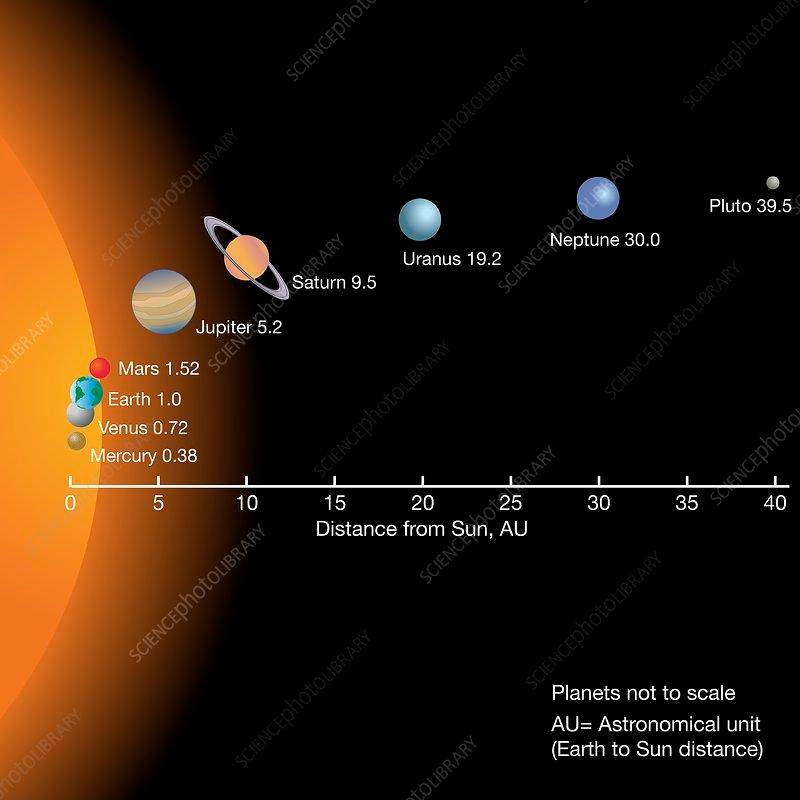 Pluto 39.5
Neptune 30.0
Uranus 19.2
Saturn 9.5
Jupiter 5.2
Mars 1.52
Earth 1.0
Venus 0.72
Mercury 0.38
0 5 10 15 20 25 30 35 40
Distance from Sun, AU
Planets not to scale
AU= Astronomical unit
(Earth to Sun distance)
SCIENCEphotoLIBRARY